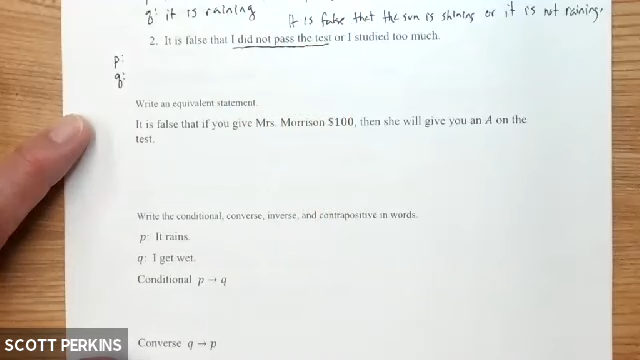 q: it is raining
It is false that the sun is shining or it is not raining.
2. It is false that I did not pass the test or I studied too much.
p:
q:
Write an equivalent statement.
It is false that if you give Mrs. Morrison $100, then she will give you an A on the
test.
Write the conditional, converse, inverse, and contrapositive in words.
p: It rains.
q: I get wet.
Conditional p → q
Converse q → p
SCOTT PERKINS